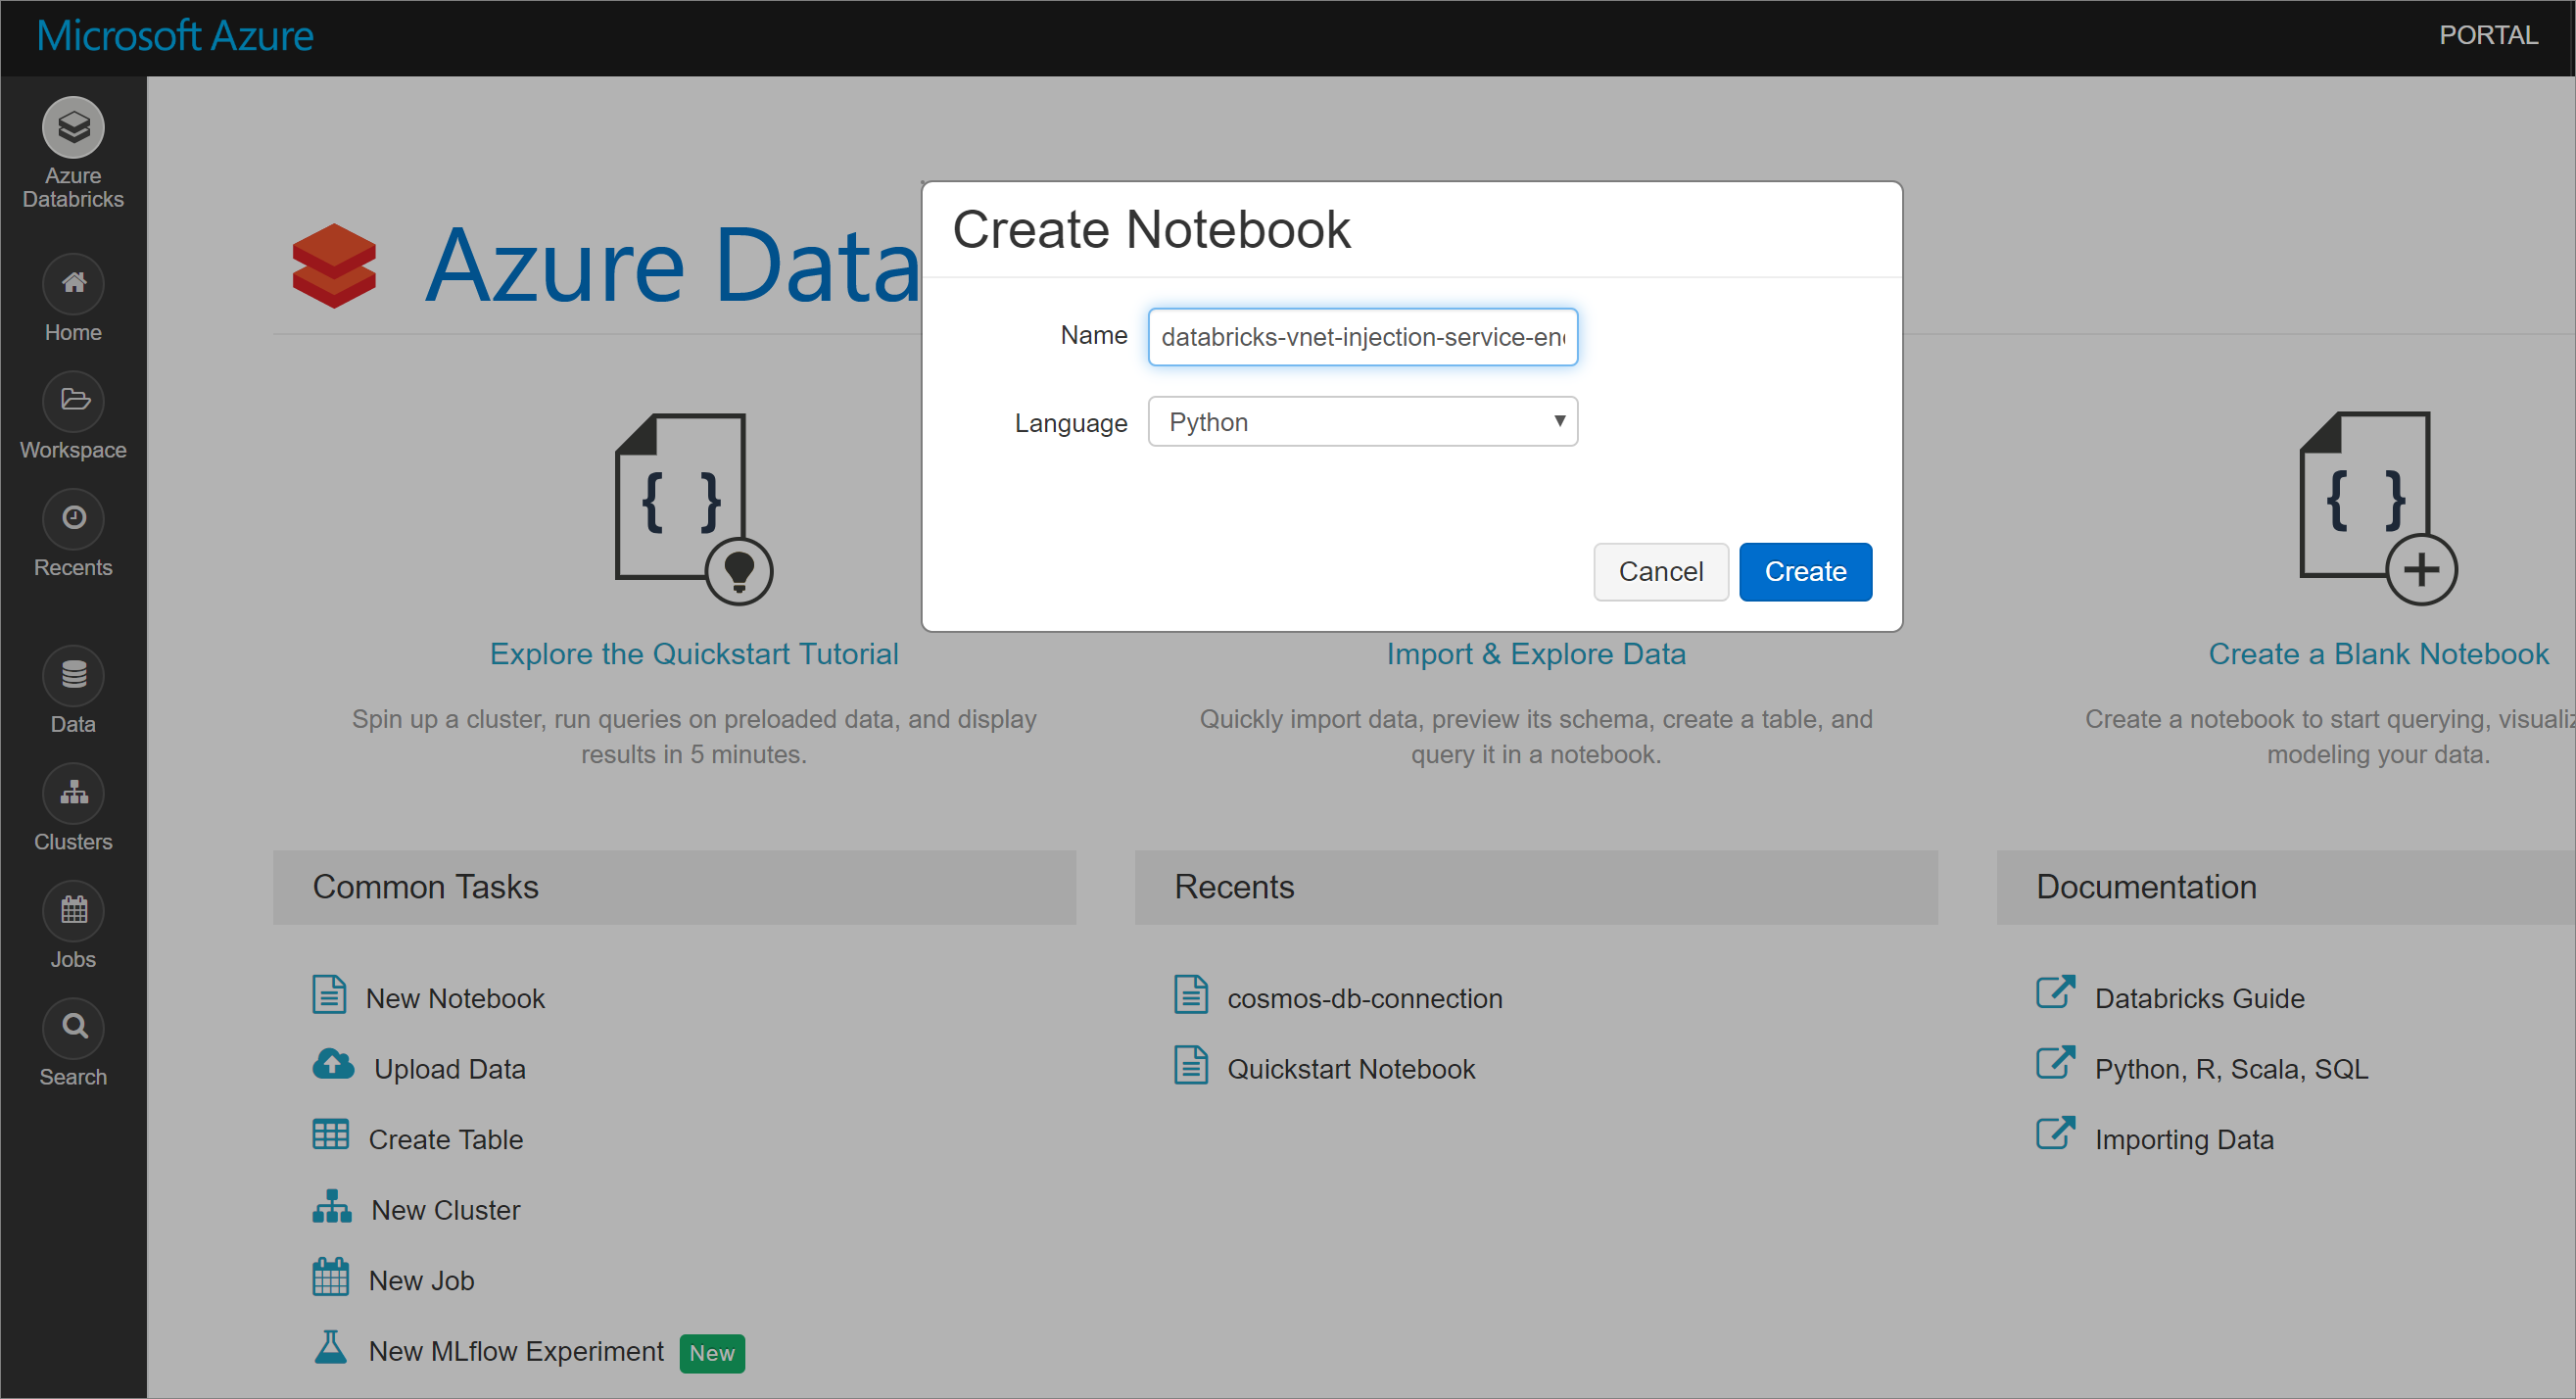 Microsoft Azure
PORTAL
Azure
Databricks
Home
Workspace
Recents
Data
Clusters
Jobs
Search
Azure Data
Create Notebook
Name
databricks-vnet-injection-service-en
Language
Python
Cancel
Create
Explore the Quickstart Tutorial
Spin up a cluster, run queries on preloaded data, and display
results in 5 minutes.
Import & Explore Data
Quickly import data, preview its schema, create a table, and
query it in a notebook.
Create a Blank Notebook
Create a notebook to start querying, visualiz
modeling your data.
Common Tasks
New Notebook
Upload Data
Create Table
New Cluster
New Job
New MLflow Experiment New
Recents
cosmos-db-connection
Quickstart Notebook
Documentation
Databricks Guide
Python, R, Scala, SQL
Importing Data